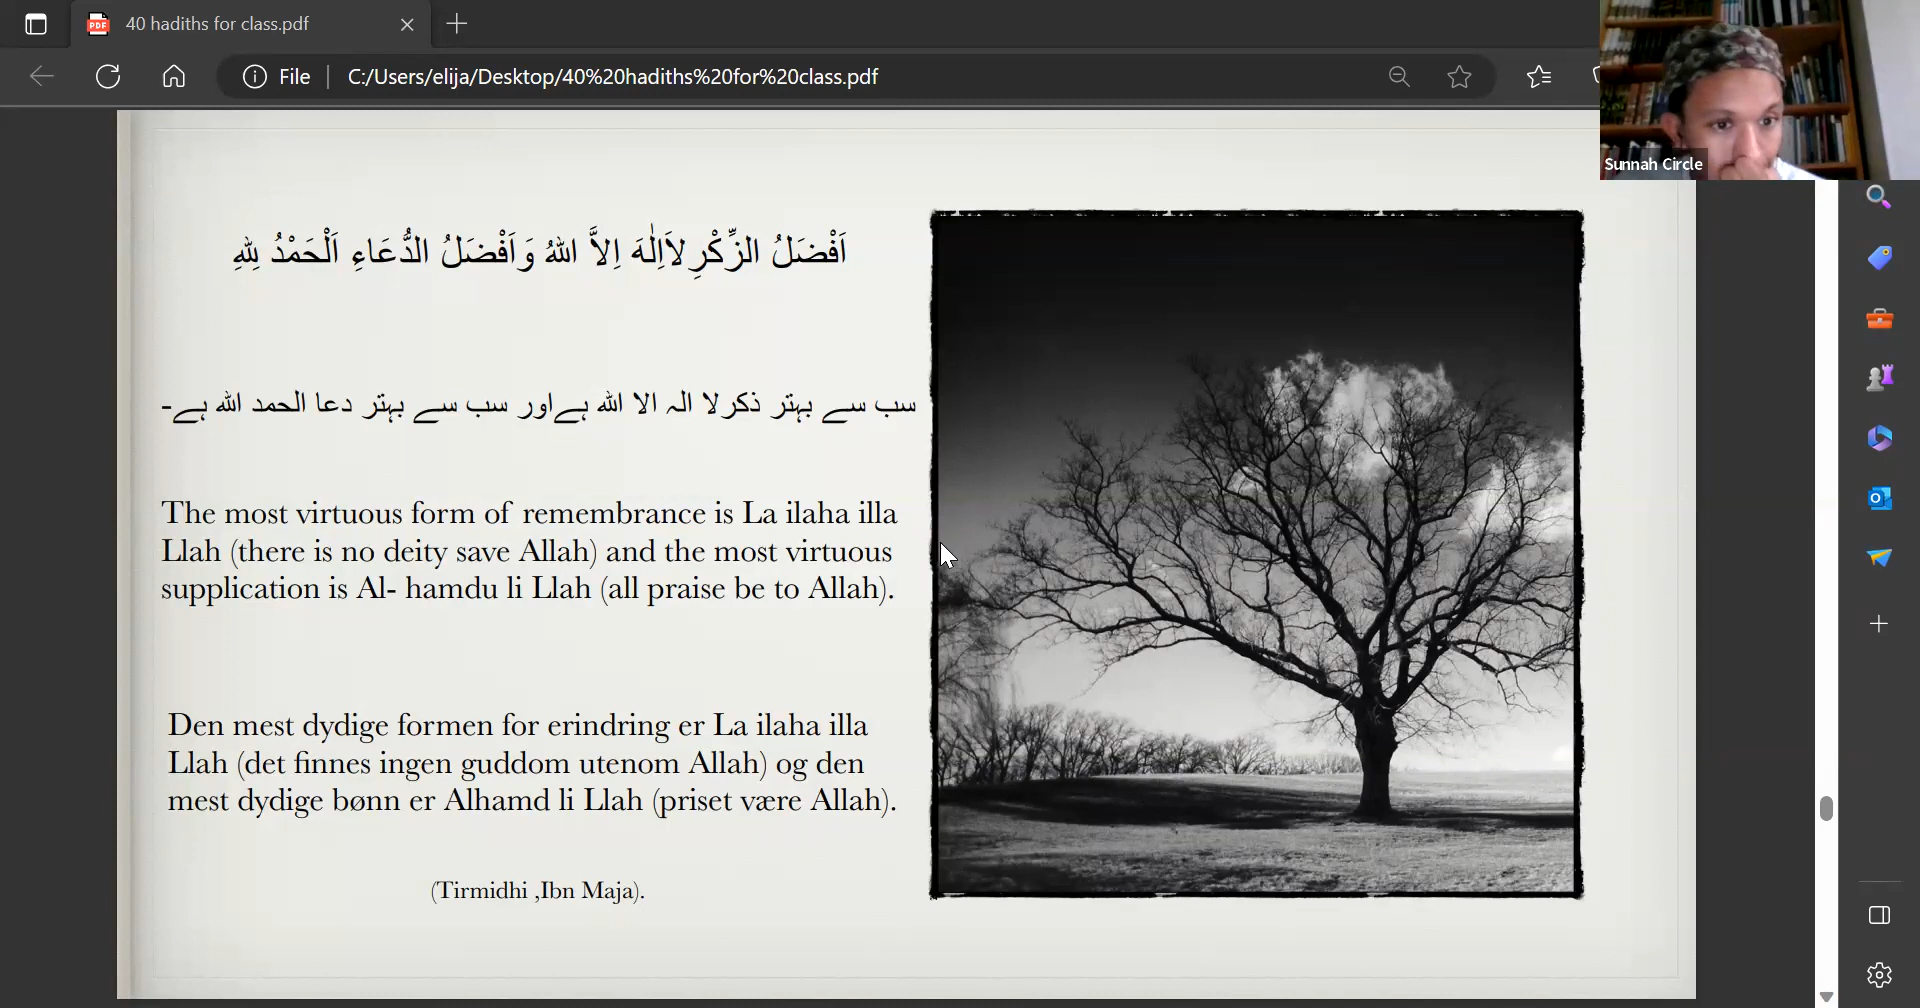 40 hadiths for class.pdf
PDF
File
C:/Users/elija/Desktop/40%20hadiths%20for%20class.pdf
Sunnah Circle
اَفْضَلُ الزِّكْرِ لاَاِلٰهَ اِلاَّ اللهُ وَاَفْضَلُ الدُّعَاءِ اَلْحَمْدُ لِلهِ
سب سے بہتر ذکرلا الہ الا اللہ ہےاور سب سے بہتر دعا الحمد اللہ ہے-
The most virtuous form of remembrance is La ilaha illa
Llah (there is no deity save Allah) and the most virtuous
supplication is Al- hamdu li Llah (all praise be to Allah).
Den mest dydige formen for erindring er La ilaha illa
Llah (det finnes ingen guddom utenom Allah) og den
mest dydige bønn er Alhamd li Llah (priset være Allah).
(Tirmidhi ,Ibn Maja).